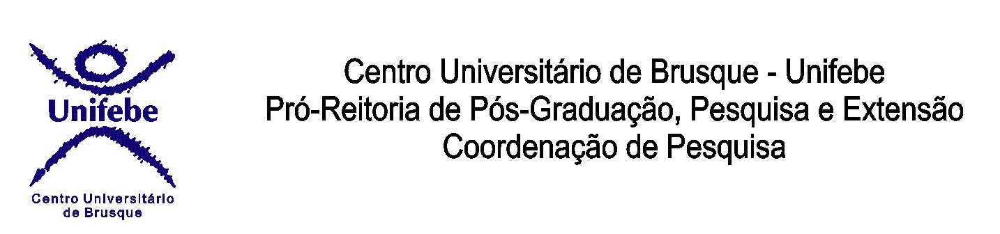 Unifebe
Centro Universitário
de Brusque
Centro Universitário de Brusque - Unifebe
Pró-Reitoria de Pós-Graduação, Pesquisa e Extensão
Coordenação de Pesquisa